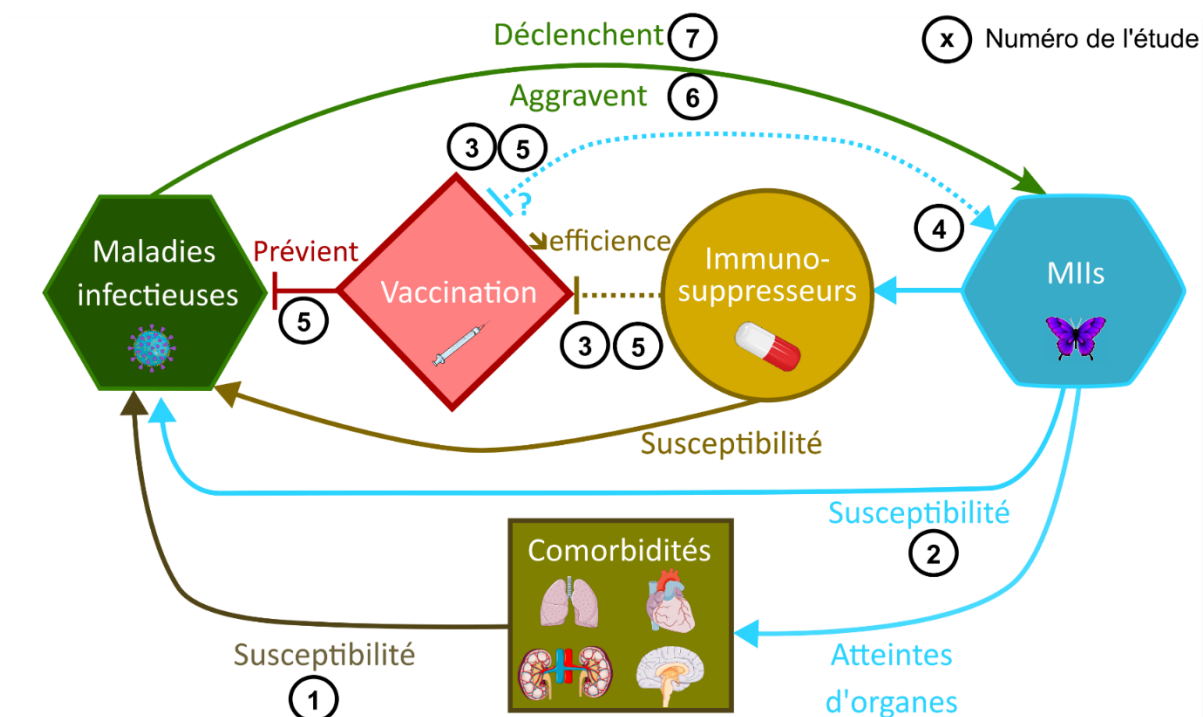 Déclenchent 7
x Numéro de l'étude
Aggravent 6
3 5
?
4
Maladies
infectieuses
Prévient
5
Vaccination
↘efficience
3 5
Immuno-
suppresseurs
MIIs
Susceptibilité
Susceptibilité
2
Comorbidités
Susceptibilité
1
Atteintes
d'organes